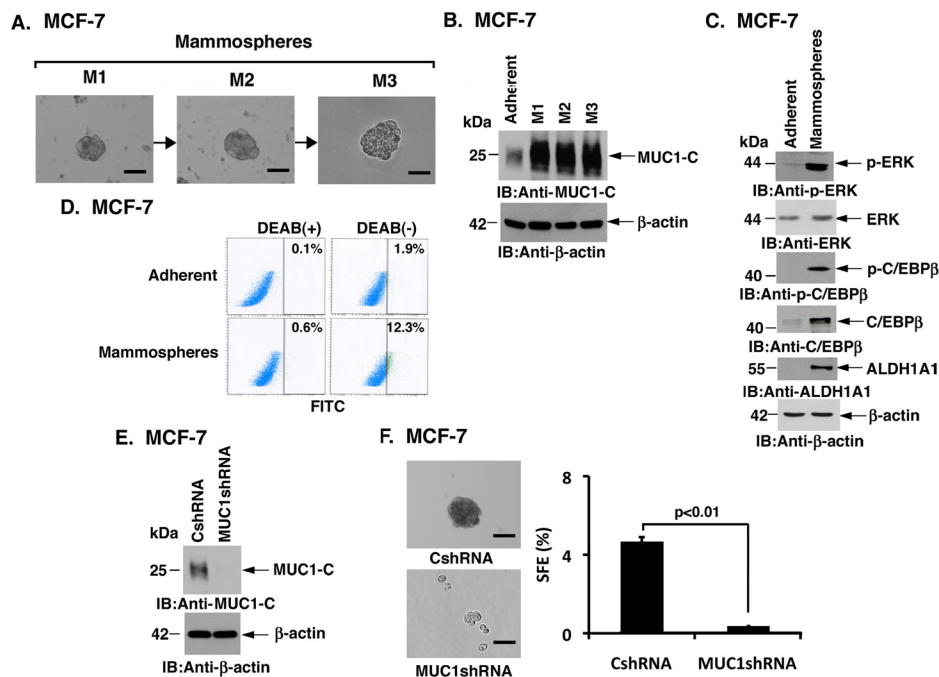 A. MCF-7
Mammospheres
M1 M2 M3
B. MCF-7
Adherent
M1
M2
M3
kDa
25
MUC1-C
IB:Anti-MUC1-C
42
β-actin
IB:Anti-β-actin
C. MCF-7
Adherent
Mammospheres
kDa
44
p-ERK
IB:Anti-p-ERK
44
ERK
IB:Anti-ERK
40
p-C/EBPβ
IB:Anti-p-C/EBPβ
40
C/EBPβ
IB:Anti-C/EBPβ
55
ALDH1A1
IB:Anti-ALDH1A1
42
β-actin
IB:Anti-β-actin
D. MCF-7
DEAB(+) DEAB(-)
Adherent
0.1% 1.9%
Mammospheres
0.6% 12.3%
FITC
E. MCF-7
CshRNA
MUC1shRNA
kDa
25
MUC1-C
IB:Anti-MUC1-C
42
β-actin
IB:Anti-β-actin
F. MCF-7
CshRNA
MUC1shRNA
SFE (%)
8
4
0
p<0.01
CshRNA MUC1shRNA